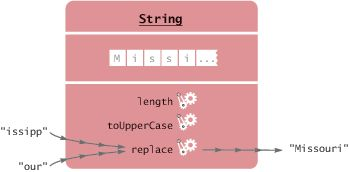 String
M i s s i ...
length
"issipp"
toUpperCase
replace
"Missouri"
"our"